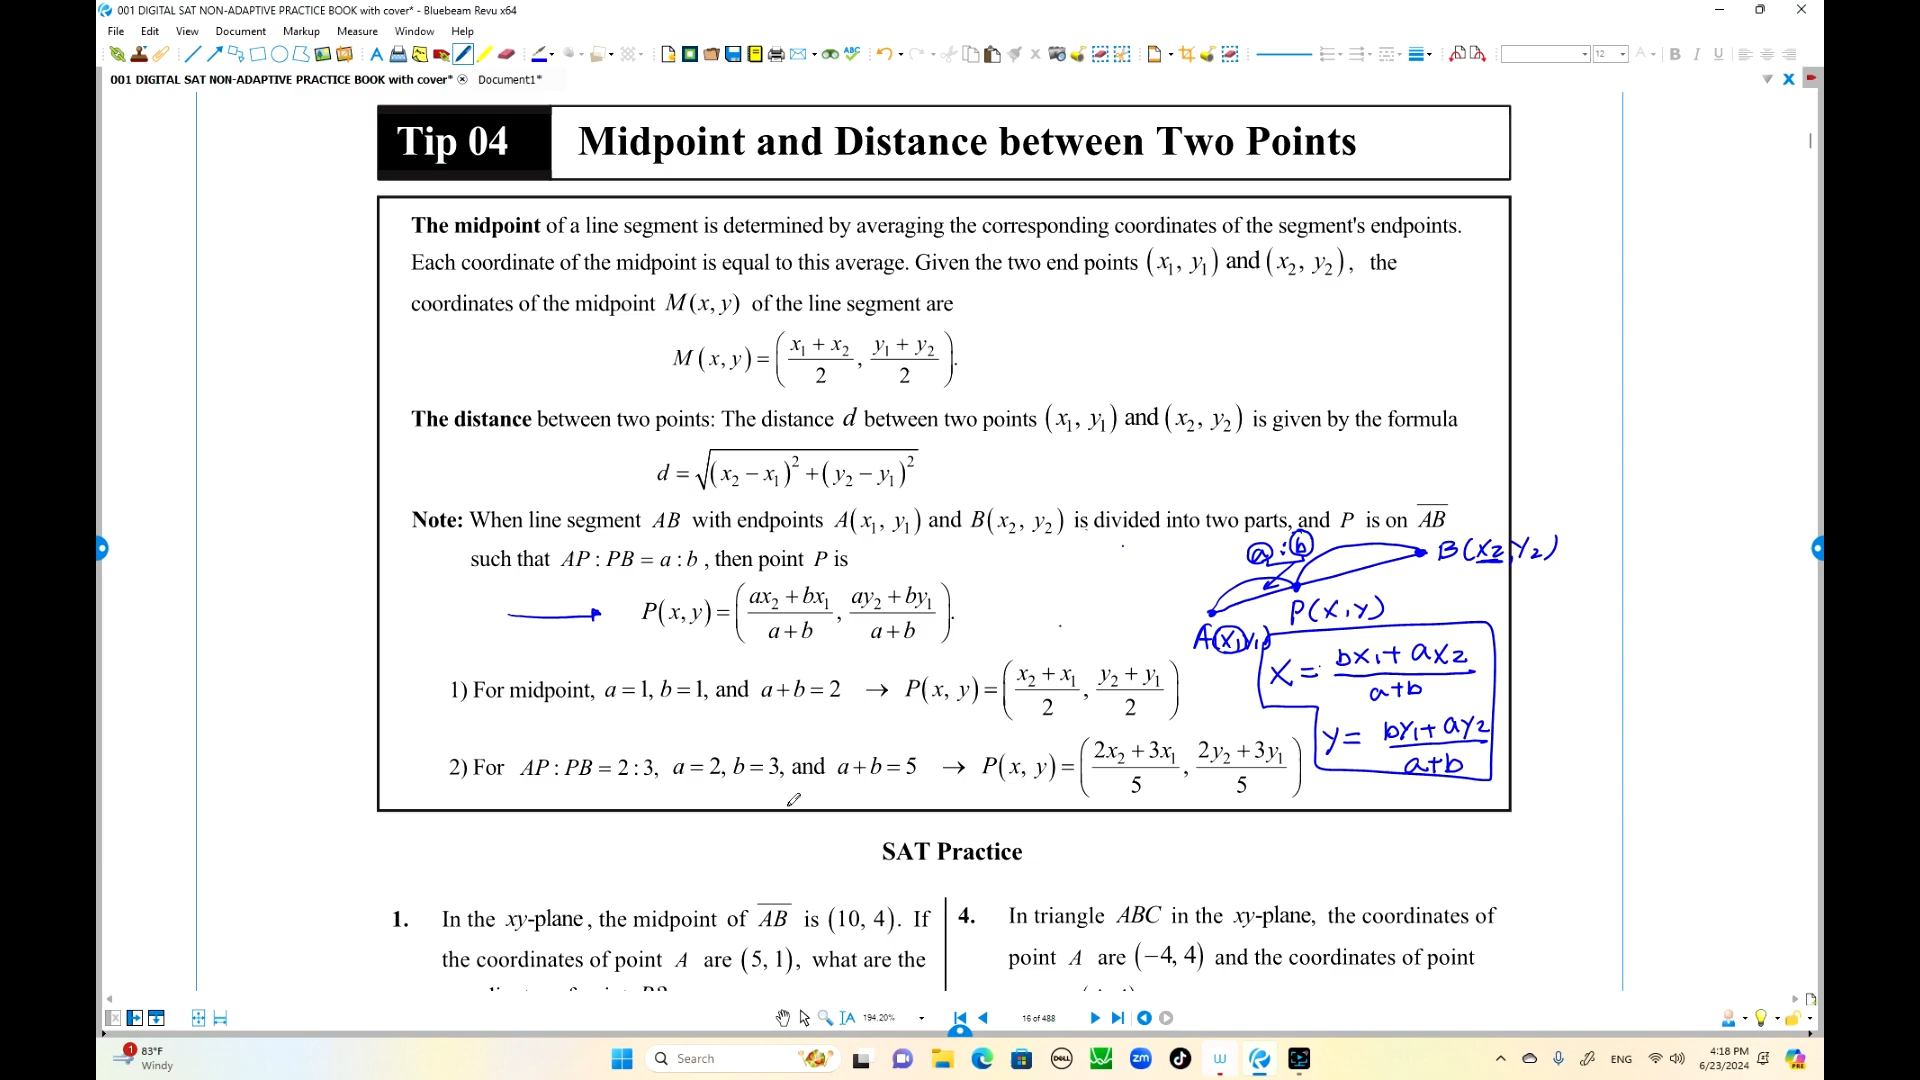 001 DIGITAL SAT NON-ADAPTIVE PRACTICE BOOK with cover* - Bluebeam Revu x64
File Edit View Document Markup Measure Window Help
001 DIGITAL SAT NON-ADAPTIVE PRACTICE BOOK with cover* Document1*
Tip 04 Midpoint and Distance between Two Points
The midpoint of a line segment is determined by averaging the corresponding coordinates of the segment's endpoints.
Each coordinate of the midpoint is equal to this average. Given the two end points (x₁, y₁) and (x₂, y₂), the
coordinates of the midpoint M(x, y) of the line segment are
M(x, y) = ((x₁ + x₂)/2, (y₁ + y₂)/2).
The distance between two points: The distance d between two points (x₁, y₁) and (x₂, y₂) is given by the formula
d = √((x₂ − x₁)² + (y₂ − y₁)²)
Note: When line segment AB with endpoints A(x₁, y₁) and B(x₂, y₂) is divided into two parts, and P is on AB
such that AP : PB = a : b, then point P is
a : b
B(x2, y2)
P(x, y) = ((ax₂ + bx₁)/(a+b), (ay₂ + by₁)/(a+b)).
P(x, y)
A(x₁, y₁)
x = (bx₁ + ax2)/(a+b)
1) For midpoint, a = 1, b = 1, and a + b = 2 → P(x, y) = ((x₂ + x₁)/2, (y₂ + y₁)/2)
y = (by₁ + ay2)/(a+b)
2) For AP : PB = 2 : 3, a = 2, b = 3, and a + b = 5 → P(x, y) = ((2x₂ + 3x₁)/5, (2y₂ + 3y₁)/5)
SAT Practice
1. In the xy-plane, the midpoint of AB is (10, 4). If
the coordinates of point A are (5, 1), what are the
4. In triangle ABC in the xy-plane, the coordinates of
point A are (−4, 4) and the coordinates of point
194.20% 16 of 488
83°F
Windy
Search
ENG
4:18 PM
6/23/2024